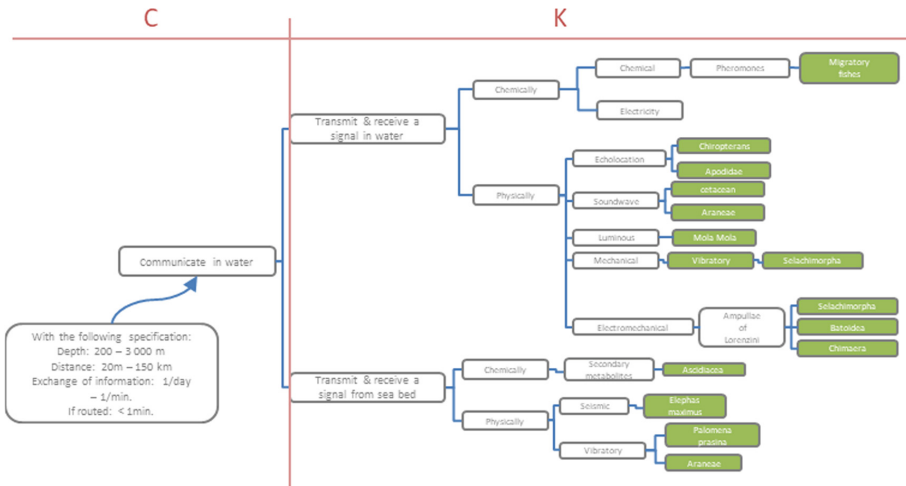 C
K
Migratory
fishes
Chemical
Pheromones
Chemically
Electricity
Transmit & receive a
signal in water
Chiropterans
Echolocation
Apodidae
cetacean
Physically
Soundwave
Araneae
Luminous
Mola Mola
Communicate in water
Mechanical
Vibratory
Selachimorpha
Selachimorpha
Ampullae
of
Lorenzini
Electromechanical
Batoidea
Chimaera
With the following specification:
Depth: 200 – 3 000 m
Distance: 20m – 150 km
Exchange of information: 1/day
– 1/min.
If routed: < 1min.
Transmit & receive a
signal from sea bed
Chemically
Secondary
metabolites
Ascidiacea
Seismic
Elephas
maximus
Physically
Palomena
prasina
Vibratory
Araneae